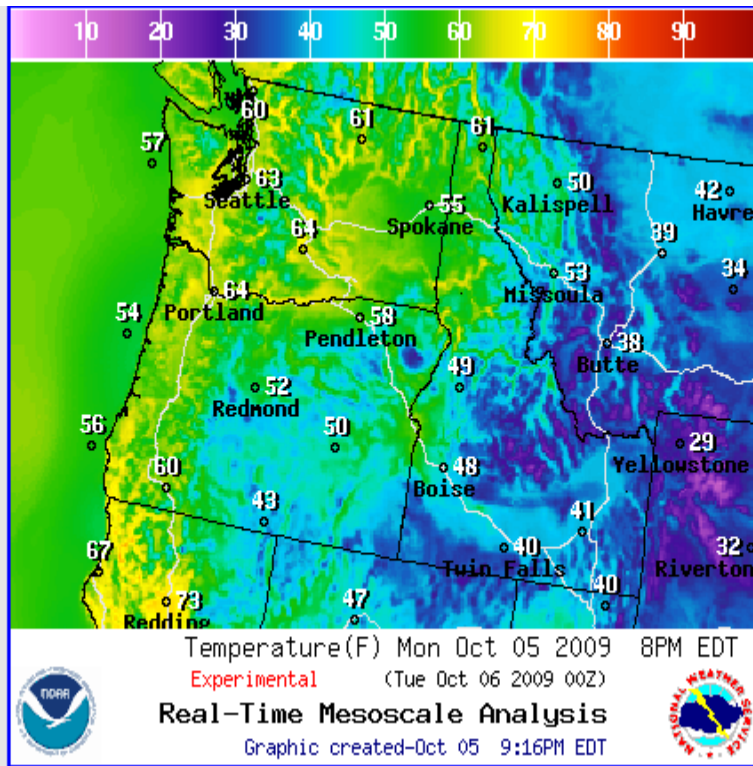 10 20 30 40 50 60 70 80 90
60
61
61
57
63
Seattle
50
Kalispell
42
Havre
55
Spokane
64
39
53
Missoula
34
64
Portland
54
58
Pendleton
38
Butte
52
Redmond
49
56
50
29
Yellowstone
60
48
Boise
43
41
40
Twin Falls
32
Riverton
67
73
Redding
47
40
Temperature(F) Mon Oct 05 2009 8PM EDT
Experimental (Tue Oct 06 2009 00Z)
Real-Time Mesoscale Analysis
Graphic created-Oct 05 9:16PM EDT
NOAA
NATIONAL WEATHER SERVICE